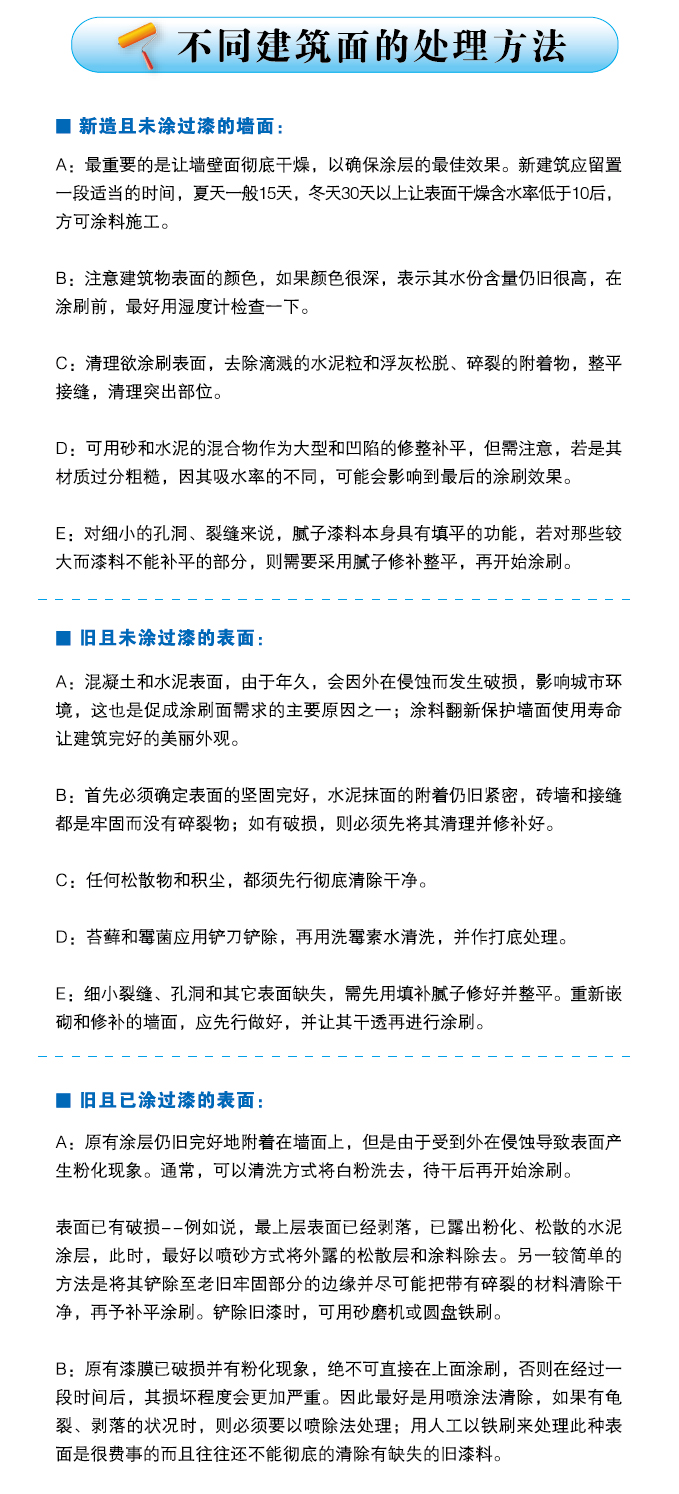 不同建筑面的处理方法
■ 新造且未涂过漆的墙面：
A：最重要的是让墙壁面彻底干燥，以确保涂层的最佳效果。新建筑应留置
一段适当的时间，夏天一般15天，冬天30天以上让表面干燥含水率低于10后，
方可涂料施工。
B：注意建筑物表面的颜色，如果颜色很深，表示其水份含量仍旧很高，在
涂刷前，最好用湿度计检查一下。
C：清理欲涂刷表面，去除滴溅的水泥粒和浮灰松脱、碎裂的附着物，整平
接缝，清理突出部位。
D：可用砂和水泥的混合物作为大型和凹陷的修整补平，但需注意，若是其
材质过分粗糙，因其吸水率的不同，可能会影响到最后的涂刷效果。
E：对细小的孔洞、裂缝来说，腻子漆料本身具有填平的功能，若对那些较
大而漆料不能补平的部分，则需要采用腻子修补整平，再开始涂刷。
■ 旧且未涂过漆的表面：
A：混凝土和水泥表面，由于年久，会因外在侵蚀而发生破损，影响城市环
境，这也是促成涂刷面需求的主要原因之一；涂料翻新保护墙面使用寿命
让建筑完好的美丽外观。
B：首先必须确定表面的坚固完好，水泥抹面的附着仍旧紧密，砖墙和接缝
都是牢固而没有碎裂物；如有破损，则必须先将其清理并修补好。
C：任何松散物和积尘，都须先行彻底清除干净。
D：苔藓和霉菌应用铲刀铲除，再用洗霉素水清洗，并作打底处理。
E：细小裂缝、孔洞和其它表面缺失，需先用填补腻子修好并整平。重新嵌
砌和修补的墙面，应先行做好，并让其干透再进行涂刷。
■ 旧且已涂过漆的表面：
A：原有涂层仍旧完好地附着在墙面上，但是由于受到外在侵蚀导致表面产
生粉化现象。通常，可以清洗方式将白粉洗去，待干后再开始涂刷。
表面已有破损--例如说，最上层表面已经剥落，已露出粉化、松散的水泥
涂层，此时，最好以喷砂方式将外露的松散层和涂料除去。另一较简单的
方法是将其铲除至老旧牢固部分的边缘并尽可能把带有碎裂的材料清除干
净，再予补平涂刷。铲除旧漆时，可用砂磨机或圆盘铁刷。
B：原有漆膜已破损并有粉化现象，绝不可直接在上面涂刷，否则在经过一
段时间后，其损坏程度会更加严重。因此最好是用喷涂法清除，如果有龟
裂、剥落的状况时，则必须要以喷除法处理；用人工以铁刷来处理此种表
面是很费事的而且往往还不能彻底的清除有缺失的旧漆料。